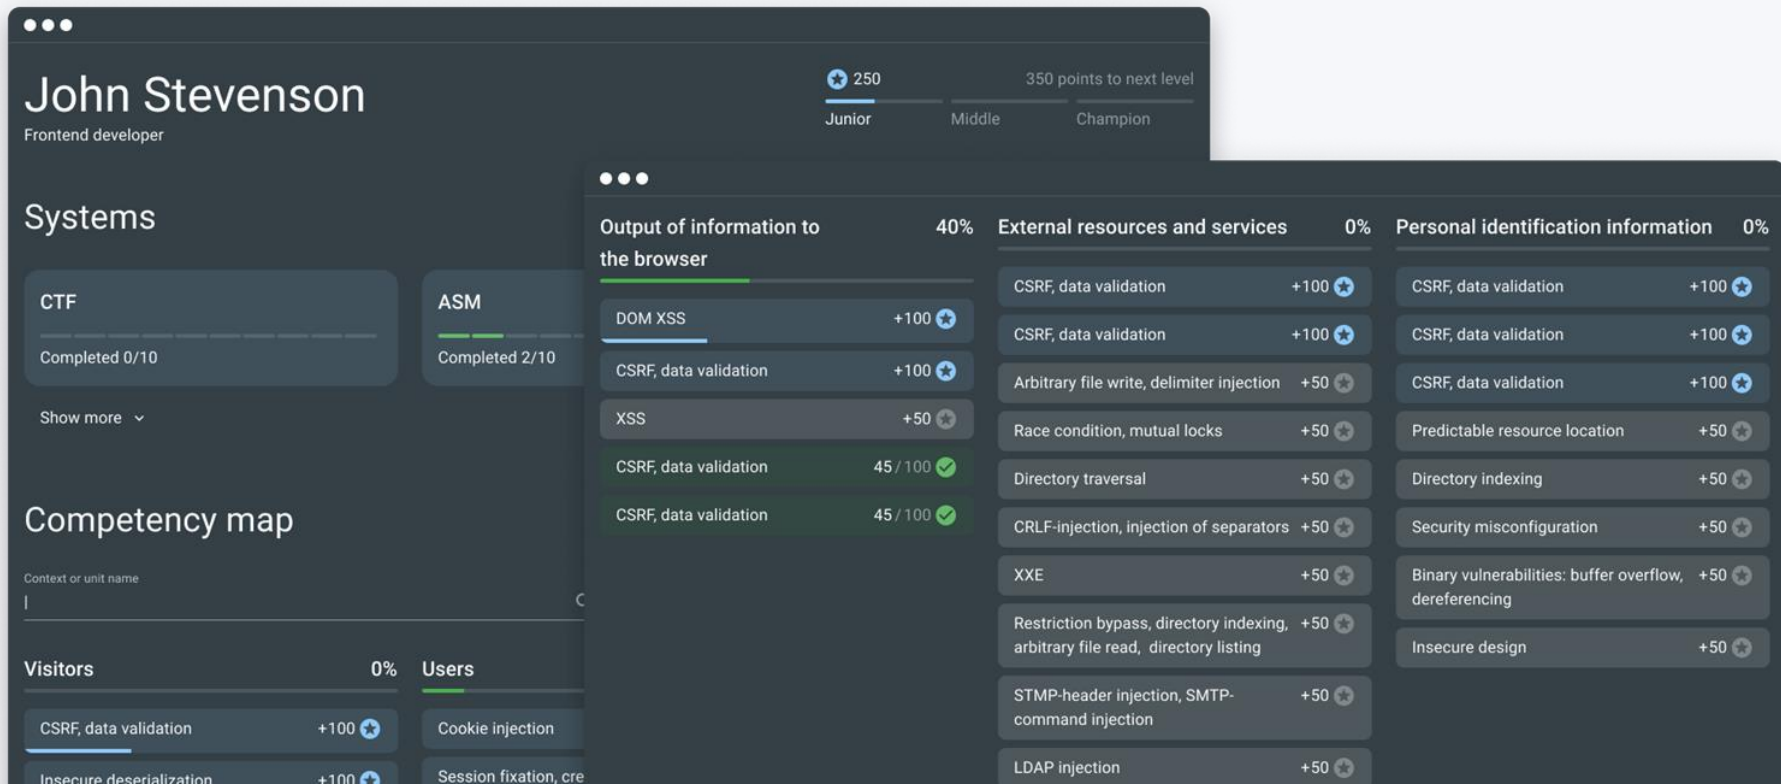 John Stevenson
Frontend developer
250
350 points to next level
Junior
Middle
Champion
Systems
CTF
Completed 0/10
ASM
Completed 2/10
Show more
Competency map
Context or unit name
Visitors 0%
CSRF, data validation +100
Insecure deserialization +100
Users
Cookie injection
Session fixation, cre
Output of information to 40%
the browser
DOM XSS +100
CSRF, data validation +100
XSS +50
CSRF, data validation 45/100
CSRF, data validation 45/100
External resources and services 0%
CSRF, data validation +100
CSRF, data validation +100
Arbitrary file write, delimiter injection +50
Race condition, mutual locks +50
Directory traversal +50
CRLF-injection, injection of separators +50
XXE +50
Restriction bypass, directory indexing, +50
arbitrary file read, directory listing
STMP-header injection, SMTP- +50
command injection
LDAP injection +50
Personal identification information 0%
CSRF, data validation +100
CSRF, data validation +100
CSRF, data validation +100
Predictable resource location +50
Directory indexing +50
Security misconfiguration +50
Binary vulnerabilities: buffer overflow, +50
dereferencing
Insecure design +50